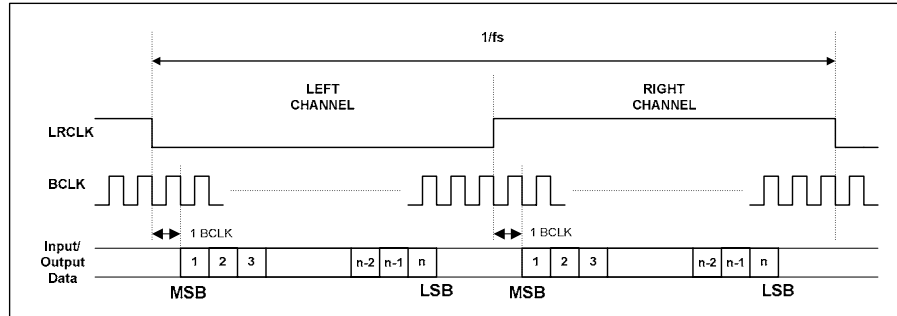 1/fs
LEFT
CHANNEL
RIGHT
CHANNEL
LRCLK
BCLK
1 BCLK
1 BCLK
Input/
Output
Data
1 2 3 n-2 n-1 n 1 2 3 n-2 n-1 n
MSB LSB MSB LSB